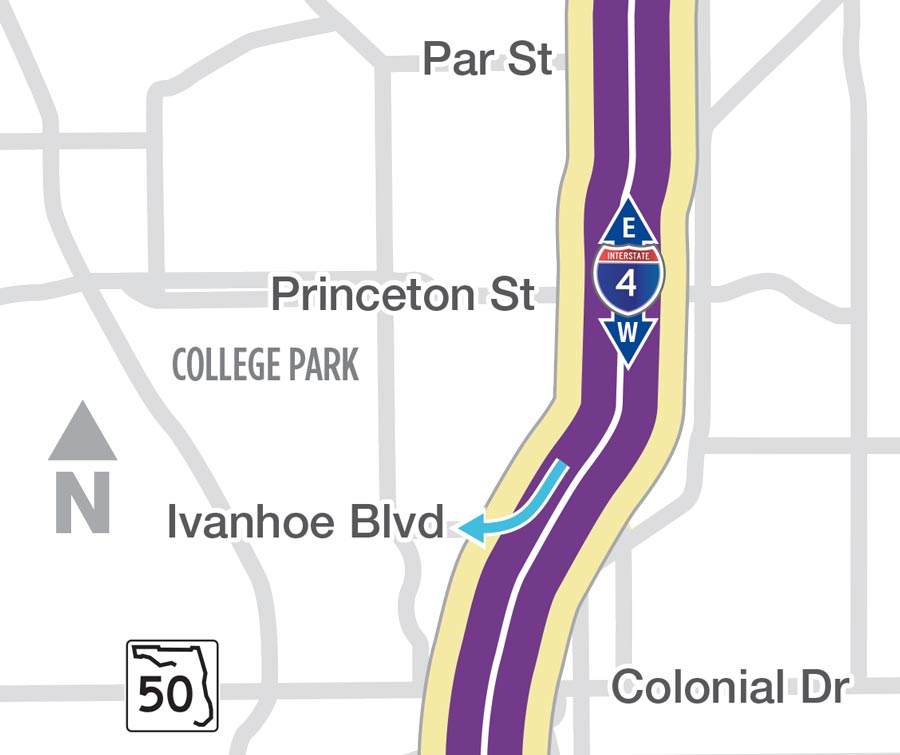 Par St
E
INTERSTATE
4
W
Princeton St
COLLEGE PARK
N
Ivanhoe Blvd
50
Colonial Dr